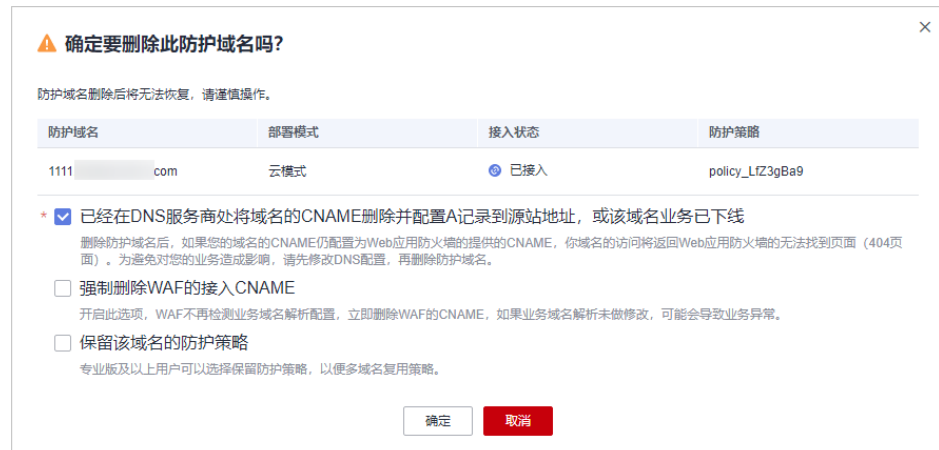 确定要删除此防护域名吗?
防护域名删除后将无法恢复，请谨慎操作。
防护域名 部署模式 接入状态 防护策略
1111 com 云模式 已接入 policy_LfZ3gBa9
* 已经在DNS服务商处将域名的CNAME删除并配置A记录到源站地址，或该域名业务已下线
删除防护域名后，如果您的域名的CNAME仍配置为Web应用防火墙的提供的CNAME，你域名的访问将返回Web应用防火墙的无法找到页面（404页
面）。为避免对您的业务造成影响，请先修改DNS配置，再删除防护域名。
强制删除WAF的接入CNAME
开启此选项，WAF不再检测业务域名解析配置，立即删除WAF的CNAME，如果业务域名解析未做修改，可能会导致业务异常。
保留该域名的防护策略
专业版及以上用户可以选择保留防护策略，以便多域名复用策略。
确定 取消